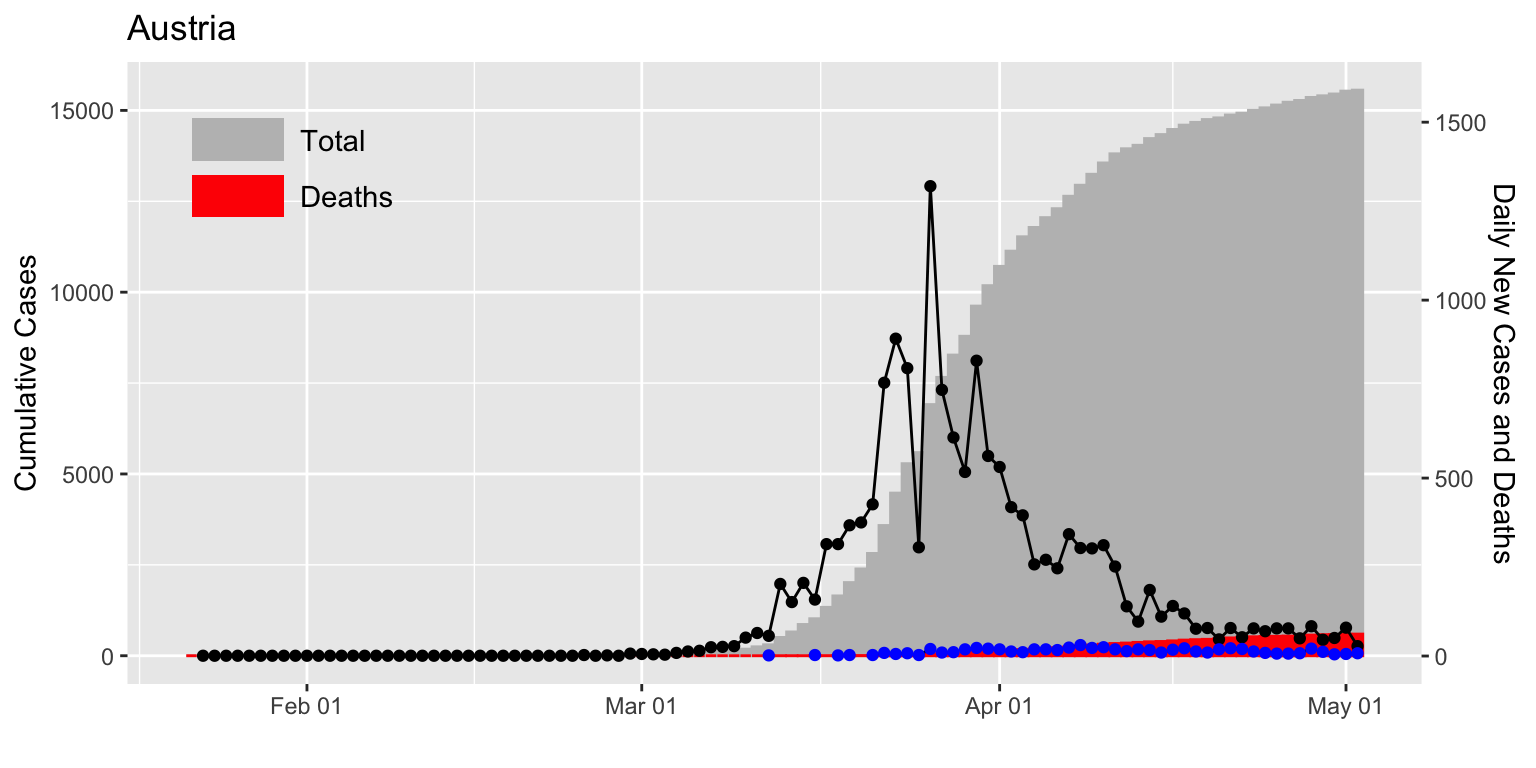 Austria
Total
Deaths
Cumulative Cases
15000
10000
5000
0
1500
1000
500
0
Daily New Cases and Deaths
Feb 01
Mar 01
Apr 01
May 01